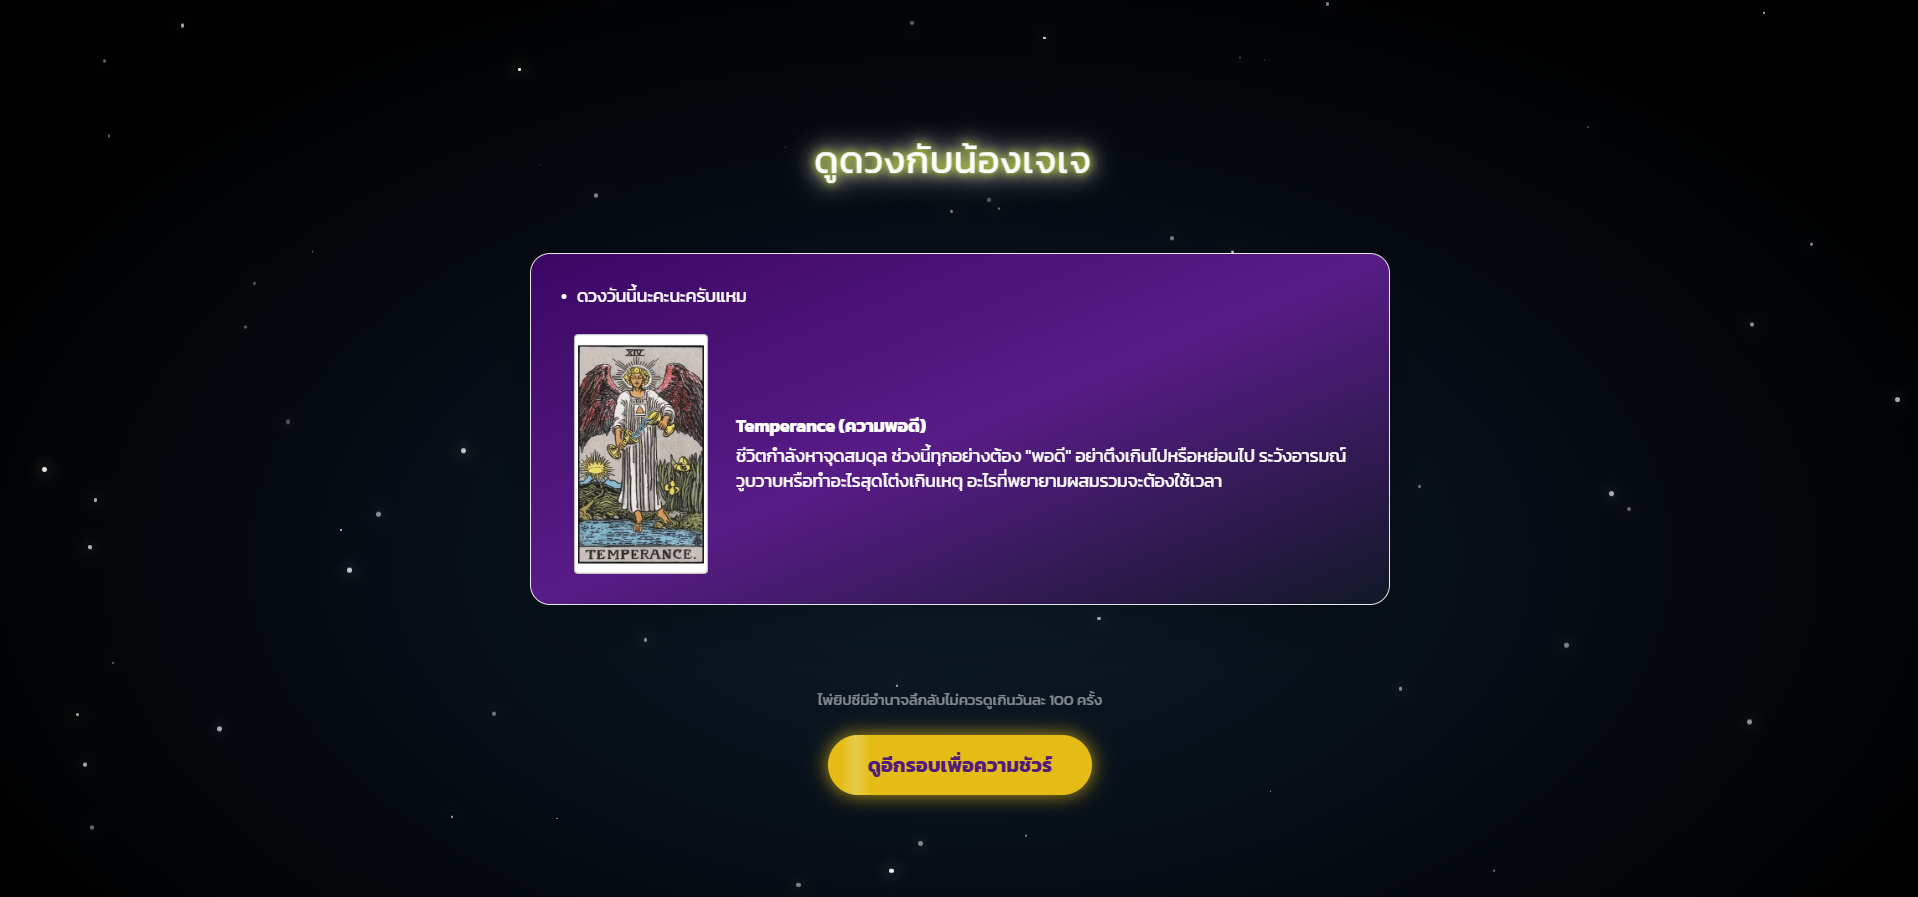 ดูดวงกับน้องเจเจ
• ดวงวันนี้นะคะนะครับแหม
XIV
TEMPERANCE.
Temperance (ความพอดี)
ชีวิตกำลังหาจุดสมดุล ช่วงนี้ทุกอย่างต้อง "พอดี" อย่าตึงเกินไปหรือหย่อนไป ระวังอารมณ์
วูบวาบหรือทำอะไรสุดโต่งเกินเหตุ อะไรที่พยายามผสมรวมจะต้องใช้เวลา
ไพ่ยิปซีมีอำนาจลึกลับไม่ควรดูเกินวันละ 100 ครั้ง
ดูอีกรอบเพื่อความชัวร์